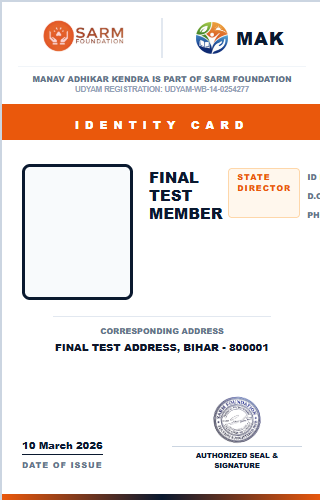 SARM
FOUNDATION
MAK
MANAV ADHIKAR KENDRA IS PART OF SARM FOUNDATION
UDYAM REGISTRATION: UDYAM-WB-14-0254277
IDENTITY CARD
FINAL
TEST
MEMBER
STATE
DIRECTOR
ID
D.O
PH
CORRESPONDING ADDRESS
FINAL TEST ADDRESS, BIHAR - 800001
10 March 2026
DATE OF ISSUE
AUTHORIZED SEAL &
SIGNATURE